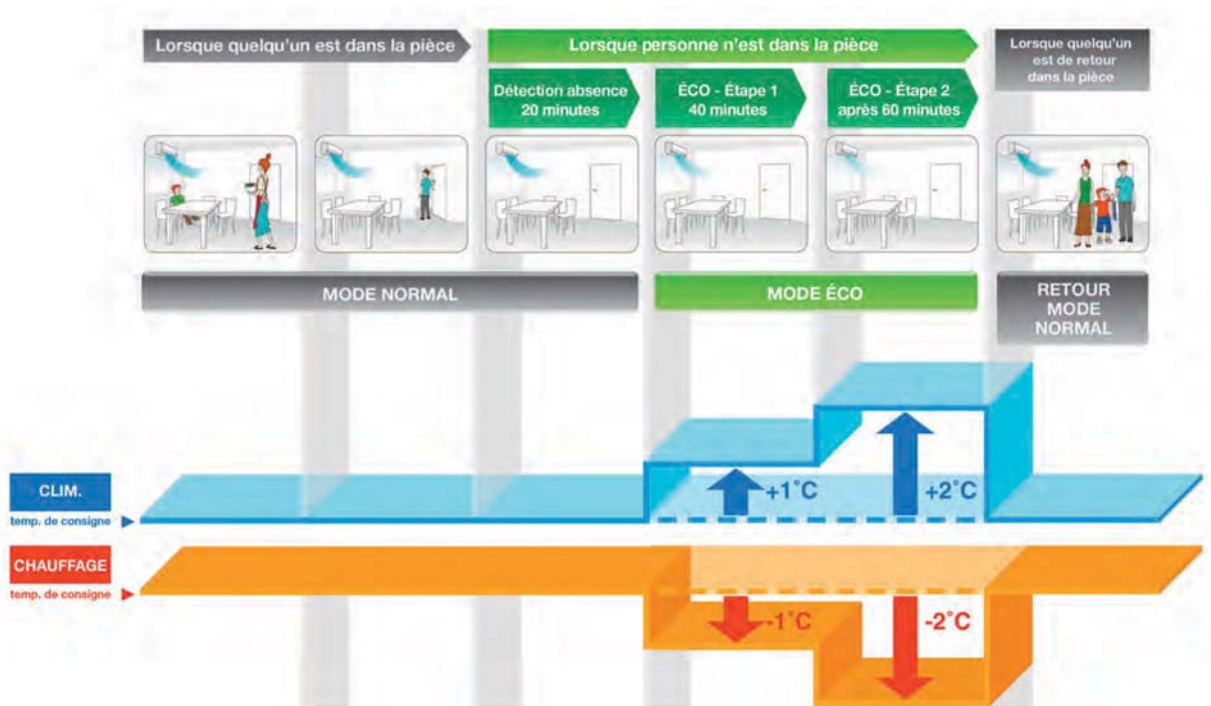 Lorsque quelqu'un est dans la pièce
Lorsque personne n'est dans la pièce
Lorsque quelqu'un
est de retour
dans la pièce
Détection absence
20 minutes
ÉCO - Étape 1
40 minutes
ÉCO - Étape 2
après 60 minutes
MODE NORMAL
MODE ÉCO
RETOUR
MODE
NORMAL
CLIM.
temp. de consigne
+1°C
+2°C
CHAUFFAGE
temp. de consigne
-1°C
-2°C